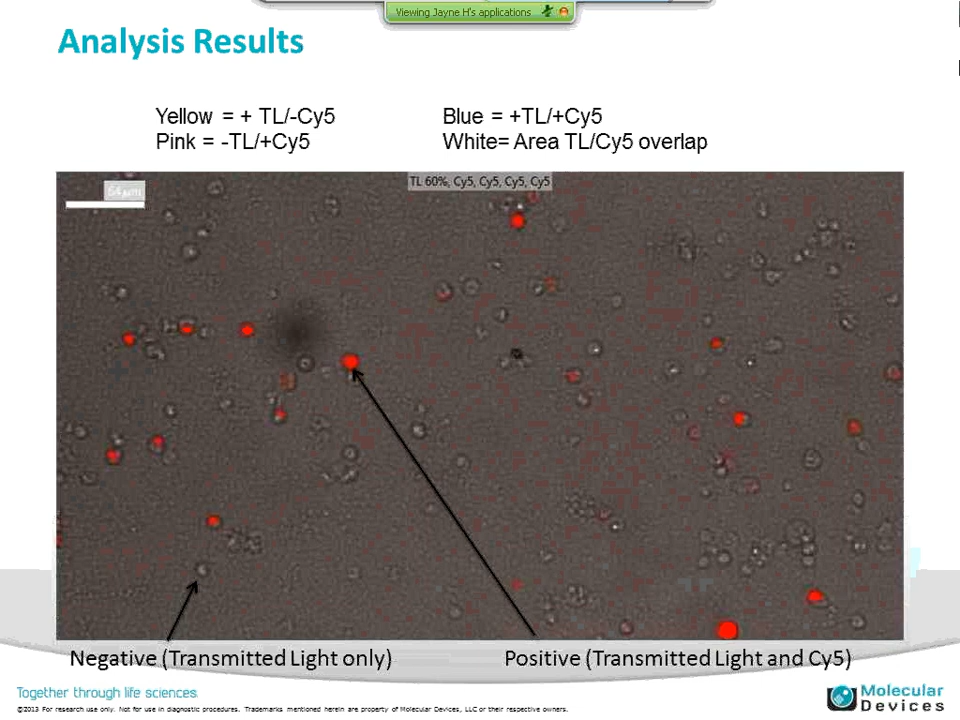 Viewing Jayne H's applications
Analysis Results
Yellow = + TL/-Cy5
Blue = +TL/+Cy5
Pink = -TL/+Cy5
White= Area TL/Cy5 overlap
64µm
TL 60%, Cy5, Cy5, Cy5, Cy5
Negative (Transmitted Light only)
Positive (Transmitted Light and Cy5)
Together through life sciences.
©2013 For research use only. Not for use in diagnostic procedures. Trademarks mentioned herein are property of Molecular Devices, LLC or their respective owners.
Molecular
Devices